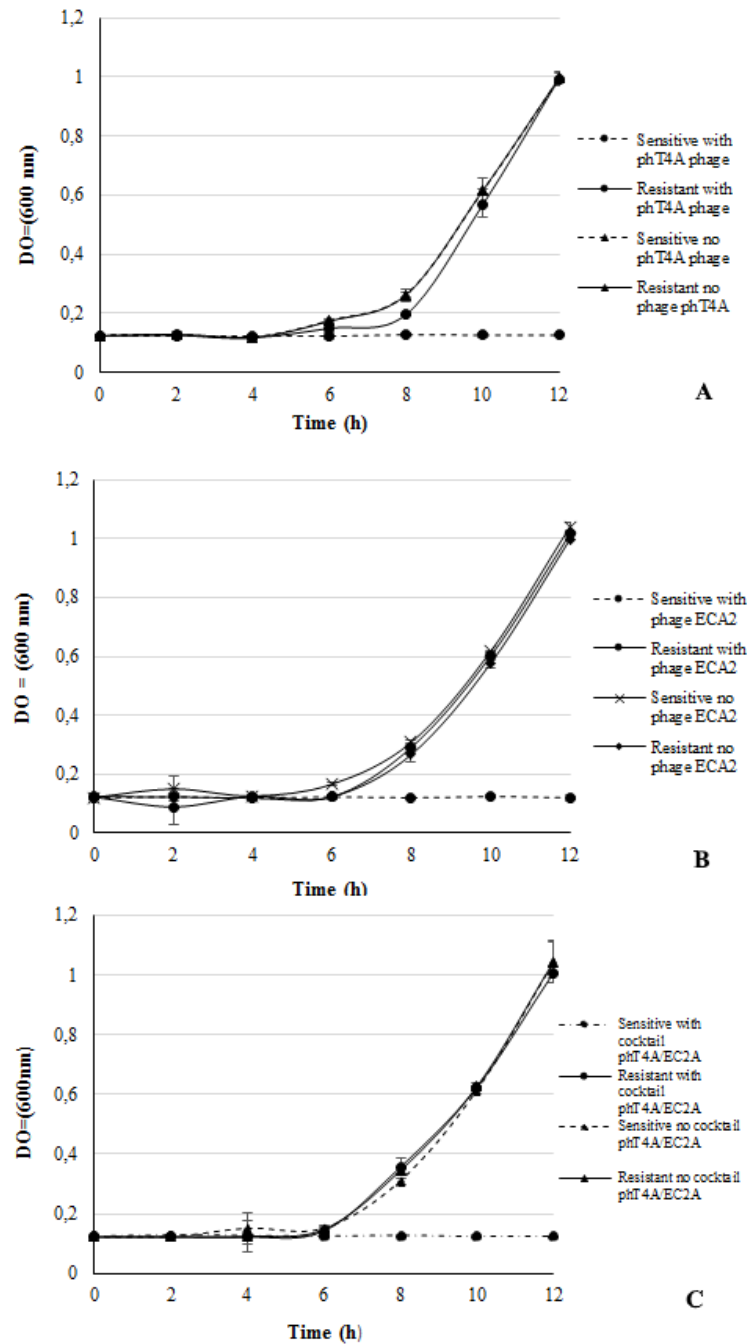 1,2
1
0,8
0,6
0,4
0,2
0
DO=(600 nm)
0 2 4 6 8 10 12
Time (h)
Sensitive with
phT4A phage
Resistant with
phT4A phage
Sensitive no
phT4A phage
Resistant no
phage phT4A
A
1,2
1
0,8
0,6
0,4
0,2
0
DO = (600 nm)
0 2 4 6 8 10 12
Time (h)
Sensitive with
phage ECA2
Resistant with
phage ECA2
Sensitive no
phage ECA2
Resistant no
phage ECA2
B
1,2
1
0,8
0,6
0,4
0,2
0
DO=(600nm)
0 2 4 6 8 10 12
Time (h)
Sensitive with
cocktail
phT4A/EC2A
Resistant with
cocktail
phT4A/EC2A
Sensitive no cocktail
phT4A/EC2A
Resistant no cocktail
phT4A/EC2A
C